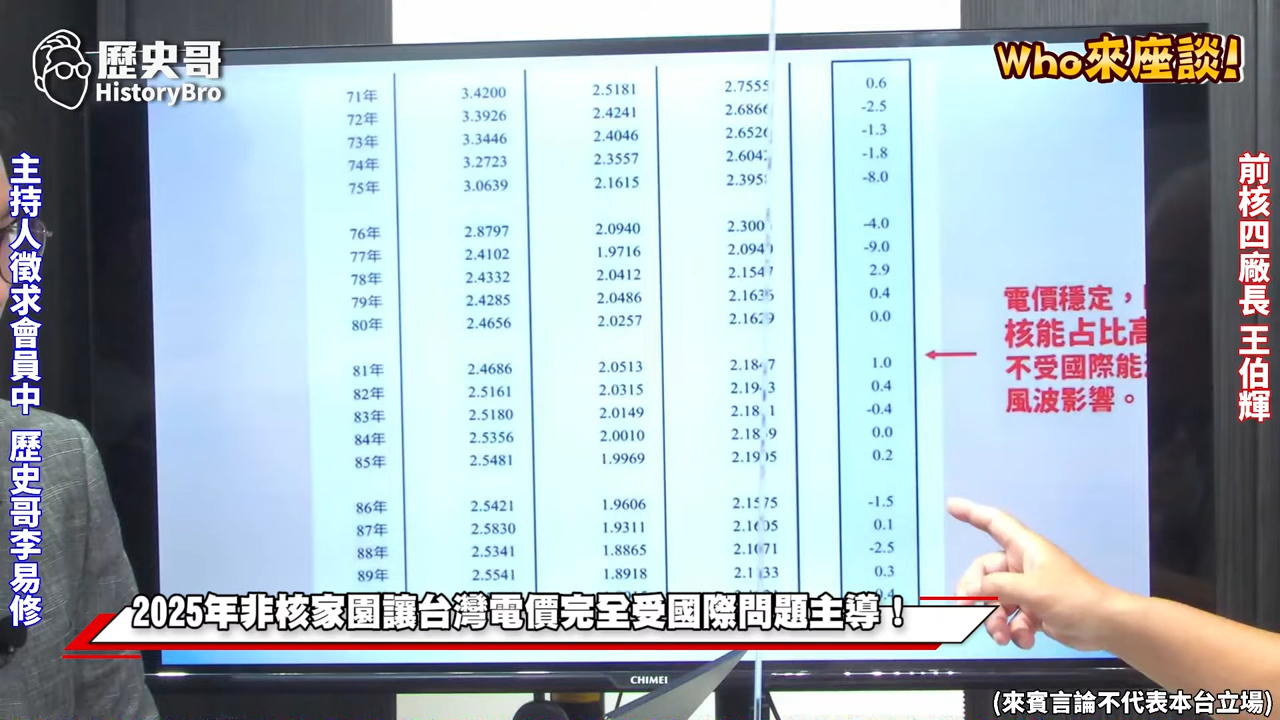 歷史哥
HistoryBro
Who來座談!
主持人徵求會員中 歷史哥李易修
前核四廠長 王伯輝
71年 3.4200 2.5181 2.7555 0.6
72年 3.3926 2.4241 2.6866 -2.5
73年 3.3446 2.4046 2.6526 -1.3
74年 3.2723 2.3557 -1.8
75年 3.0639 2.1615 -8.0
76年 2.8797 2.0940 -4.0
77年 2.4102 1.9716 -9.0
78年 2.4332 2.0412 2.9
79年 2.4285 2.0486 0.4
80年 2.4656 2.0257 0.0
81年 2.4686 2.0513 1.0
82年 2.5161 2.0315 0.4
83年 2.5180 2.0149 -0.4
84年 2.5356 2.0010 0.0
85年 2.5481 1.9969 0.2
86年 2.5421 1.9606 -1.5
87年 2.5830 1.9311 0.1
88年 2.5341 1.8865 -2.5
89年 2.5541 1.8918 0.3
電價穩定，
核能占比高
不受國際能
風波影響。
2025年非核家園讓台灣電價完全受國際問題主導！
CHIMEI
(來賓言論不代表本台立場)